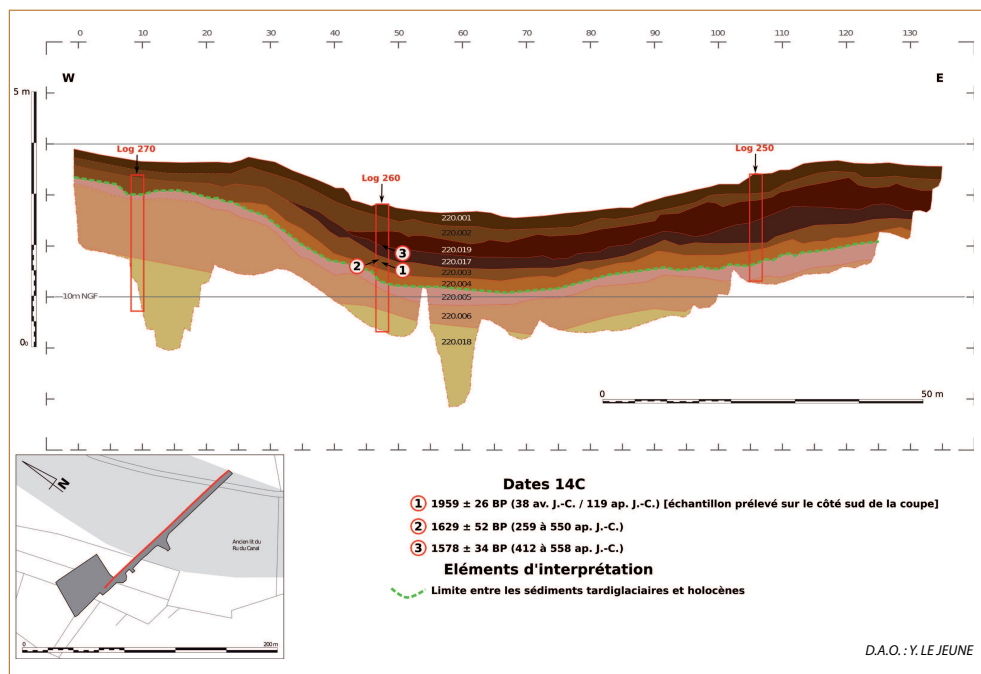 0 10 20 30 40 50 60 70 80 90 100 110 120 130
W E
5 m
Log 270
Log 250
Log 260
220.001
220.002
220.019
3
220.017
2 1
220.003
220.004
10m NGF
220.005
220.006
220.018
0
0 50 m
N
Ancien lit du
Ru du Canal
0 200 m
Dates 14C
1 1959 ± 26 BP (38 av. J.-C. / 119 ap. J.-C.) [échantillon prélevé sur le côté sud de la coupe]
2 1629 ± 52 BP (259 à 550 ap. J.-C.)
3 1578 ± 34 BP (412 à 558 ap. J.-C.)
Eléments d'interprétation
Limite entre les sédiments tardiglaciaires et holocènes
D.A.O. : Y. LE JEUNE